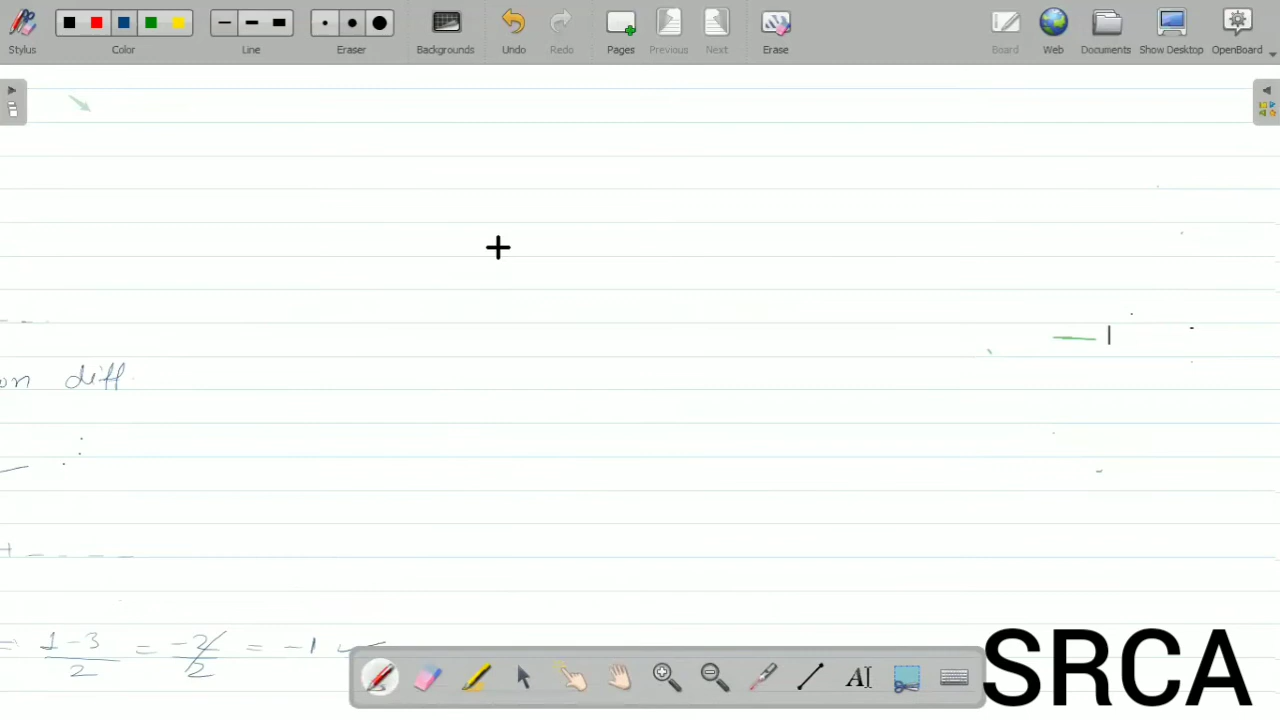 Stylus Color Line Eraser Backgrounds Undo Redo Pages Previous Next Erase Board Web Documents Show Desktop OpenBoard
on diff.
+ - - - -
= 1-3/2 = -2/2 = -1
SRCA